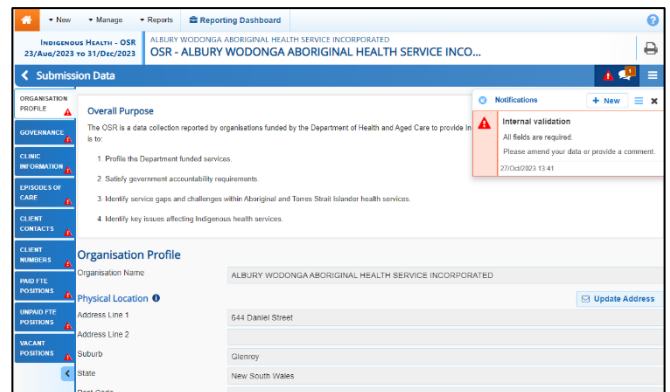 New Manage Reports Reporting Dashboard
INDIGENOUS HEALTH - OSR
23/AUG/2023 TO 31/DEC/2023
ALBURY WODONGA ABORIGINAL HEALTH SERVICE INCORPORATED
OSR - ALBURY WODONGA ABORIGINAL HEALTH SERVICE INCO...
Submission Data
ORGANISATION
PROFILE
GOVERNANCE
CLINIC
INFORMATION
EPISODES OF
CARE
CLIENT
CONTACTS
CLIENT
NUMBERS
PAID FTE
POSITIONS
UNPAID FTE
POSITIONS
VACANT
POSITIONS
Overall Purpose
The OSR is a data collection reported by organisations funded by the Department of Health and Aged Care to provide
is to:
1. Profile the Department funded services.
2. Satisfy government accountability requirements.
3. Identify service gaps and challenges within Aboriginal and Torres Strait Islander health services.
4. Identify key issues affecting Indigenous health services.
Notifications + New
Internal validation
All fields are required.
Please amend your data or provide a comment.
27/Oct/2023 13:41
Organisation Profile
Organisation Name ALBURY WODONGA ABORIGINAL HEALTH SERVICE INCORPORATED
Physical Location Update Address
Address Line 1 644 Daniel Street
Address Line 2
Suburb Glenroy
State New South Wales